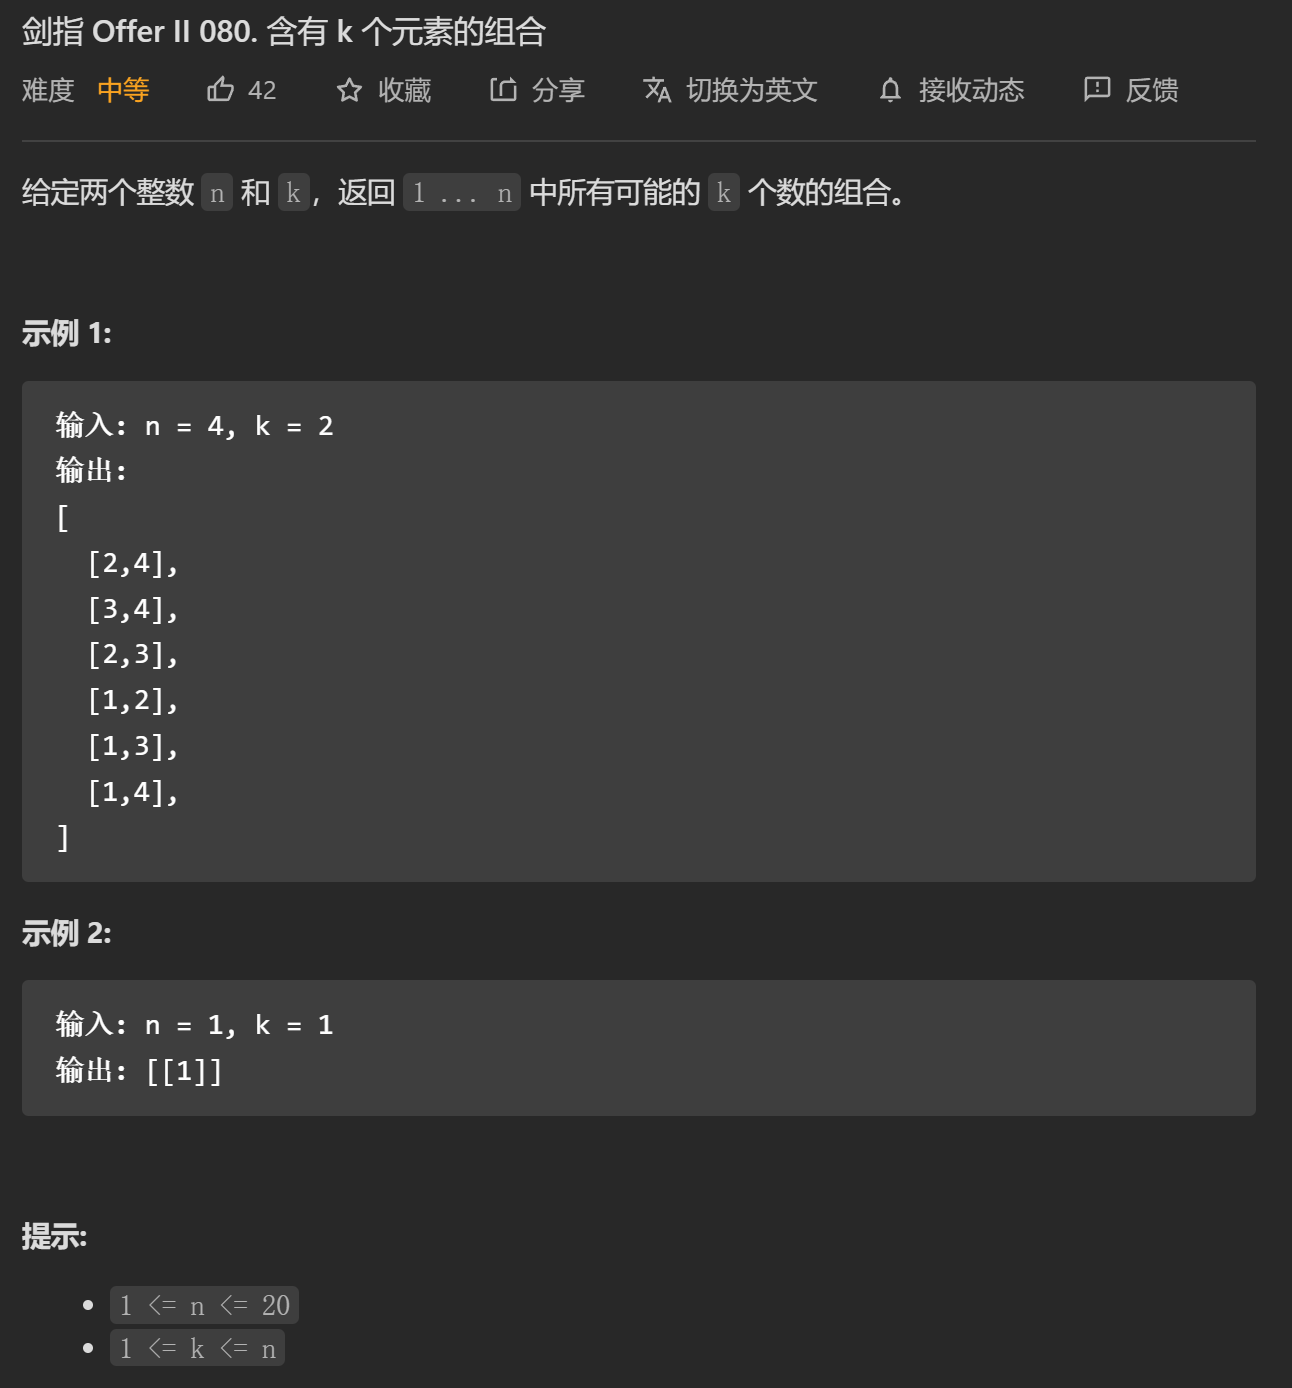 剑指 Offer II 080. 含有 k 个元素的组合
难度 中等 42 收藏 分享 切换为英文 接收动态 反馈
给定两个整数 n 和 k，返回 1 ... n 中所有可能的 k 个数的组合。
示例 1:
输入: n = 4, k = 2
输出:
[
[2,4],
[3,4],
[2,3],
[1,2],
[1,3],
[1,4],
]
示例 2:
输入: n = 1, k = 1
输出: [[1]]
提示:
• 1 <= n <= 20
• 1 <= k <= n